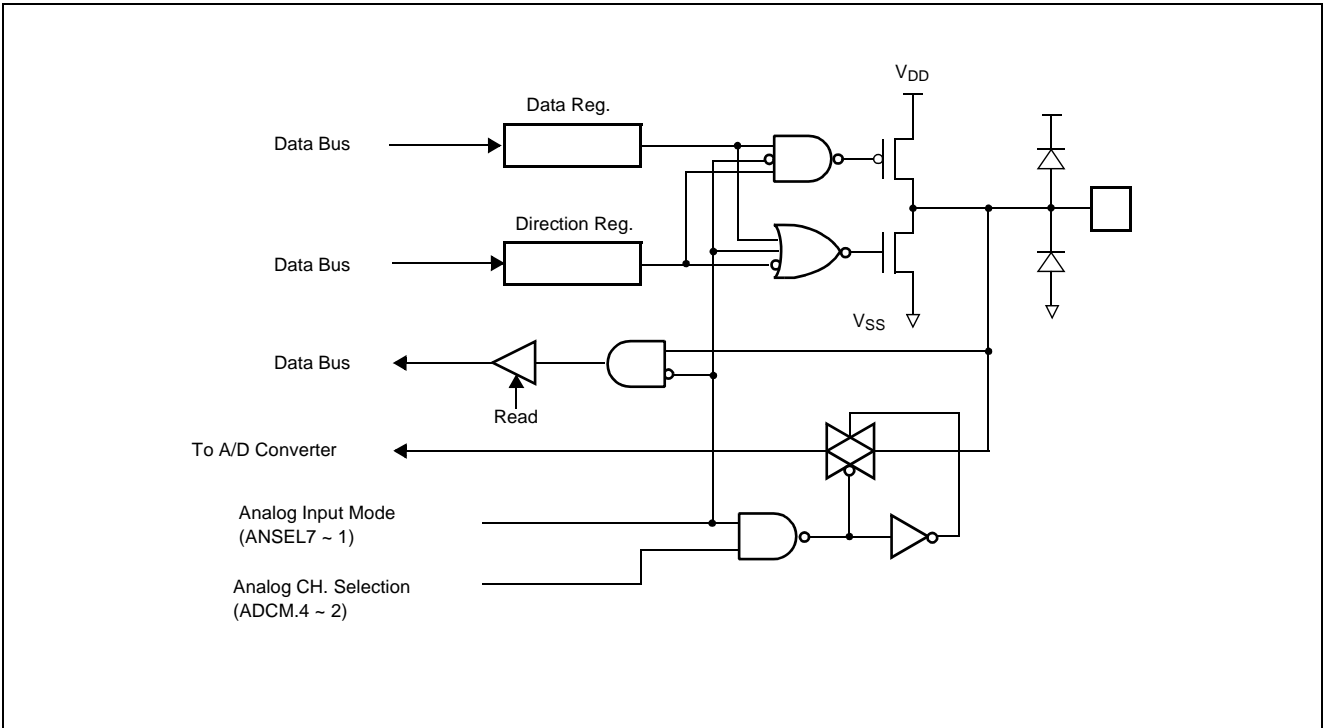 VDD
Data Reg.
Data Bus
Direction Reg.
Data Bus
VSS
Data Bus
Read
To A/D Converter
Analog Input Mode
(ANSEL7 ~ 1)
Analog CH. Selection
(ADCM.4 ~ 2)